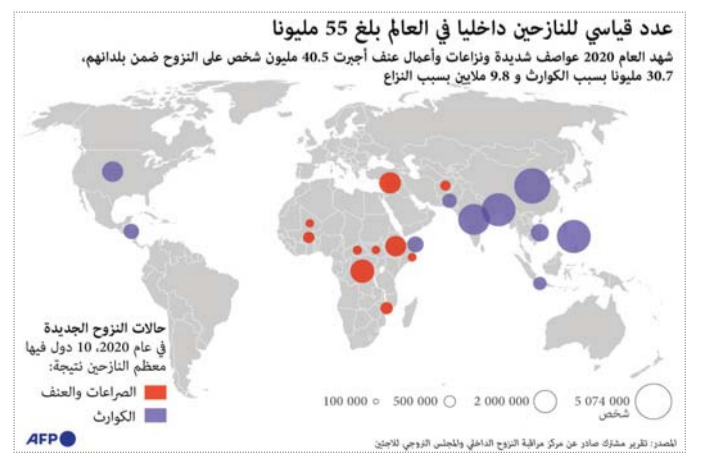 عدد قياسي للنازحين داخليا في العالم بلغ 55 مليونا
شهد العام 2020 عواصف شديدة ونزاعات وأعمال عنف أجبرت 40.5 مليون شخص على النزوح ضمن بلدانهم،
30.7 مليونا بسبب الكوارث و 9.8 ملايين بسبب النزاع
حالات النزوح الجديدة
في عام 2020، 10 دول فيها
معظم النازحين نتيجة:
الصراعات والعنف
الكوارث
100 000
500 000
2 000 000
5 074 000
شخص
AFP
المصدر: تقرير مشترك صادر عن مركز مراقبة النزوح الداخلي والمجلس النروجي للاجئين